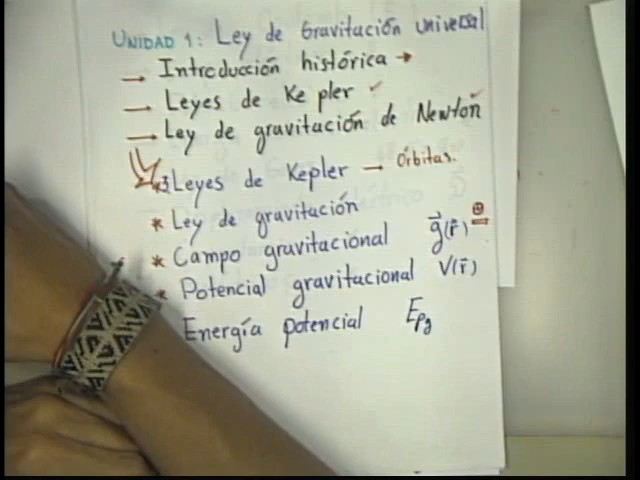 UNIDAD 1: Ley de Gravitación universal
→ Introducción histórica →
→ Leyes de Kepler ✓
→ Ley de gravitación de Newton ✓
* 3 Leyes de Kepler → Órbitas.
* Ley de gravitación
* Campo gravitacional g⃗(r⃗)
* Potencial gravitacional V(r⃗)
Energía potencial Epg